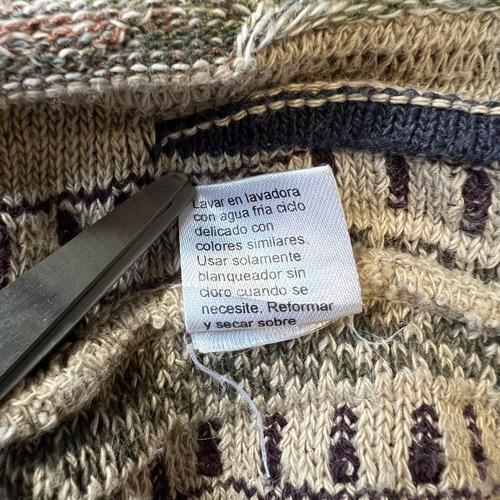 Lavar en lavadora
con agua fria ciclo
delicado con
colores similares
Usar solamente
blanqueador sin
cloro cuando se
necesite. Reformar
y secar sobre